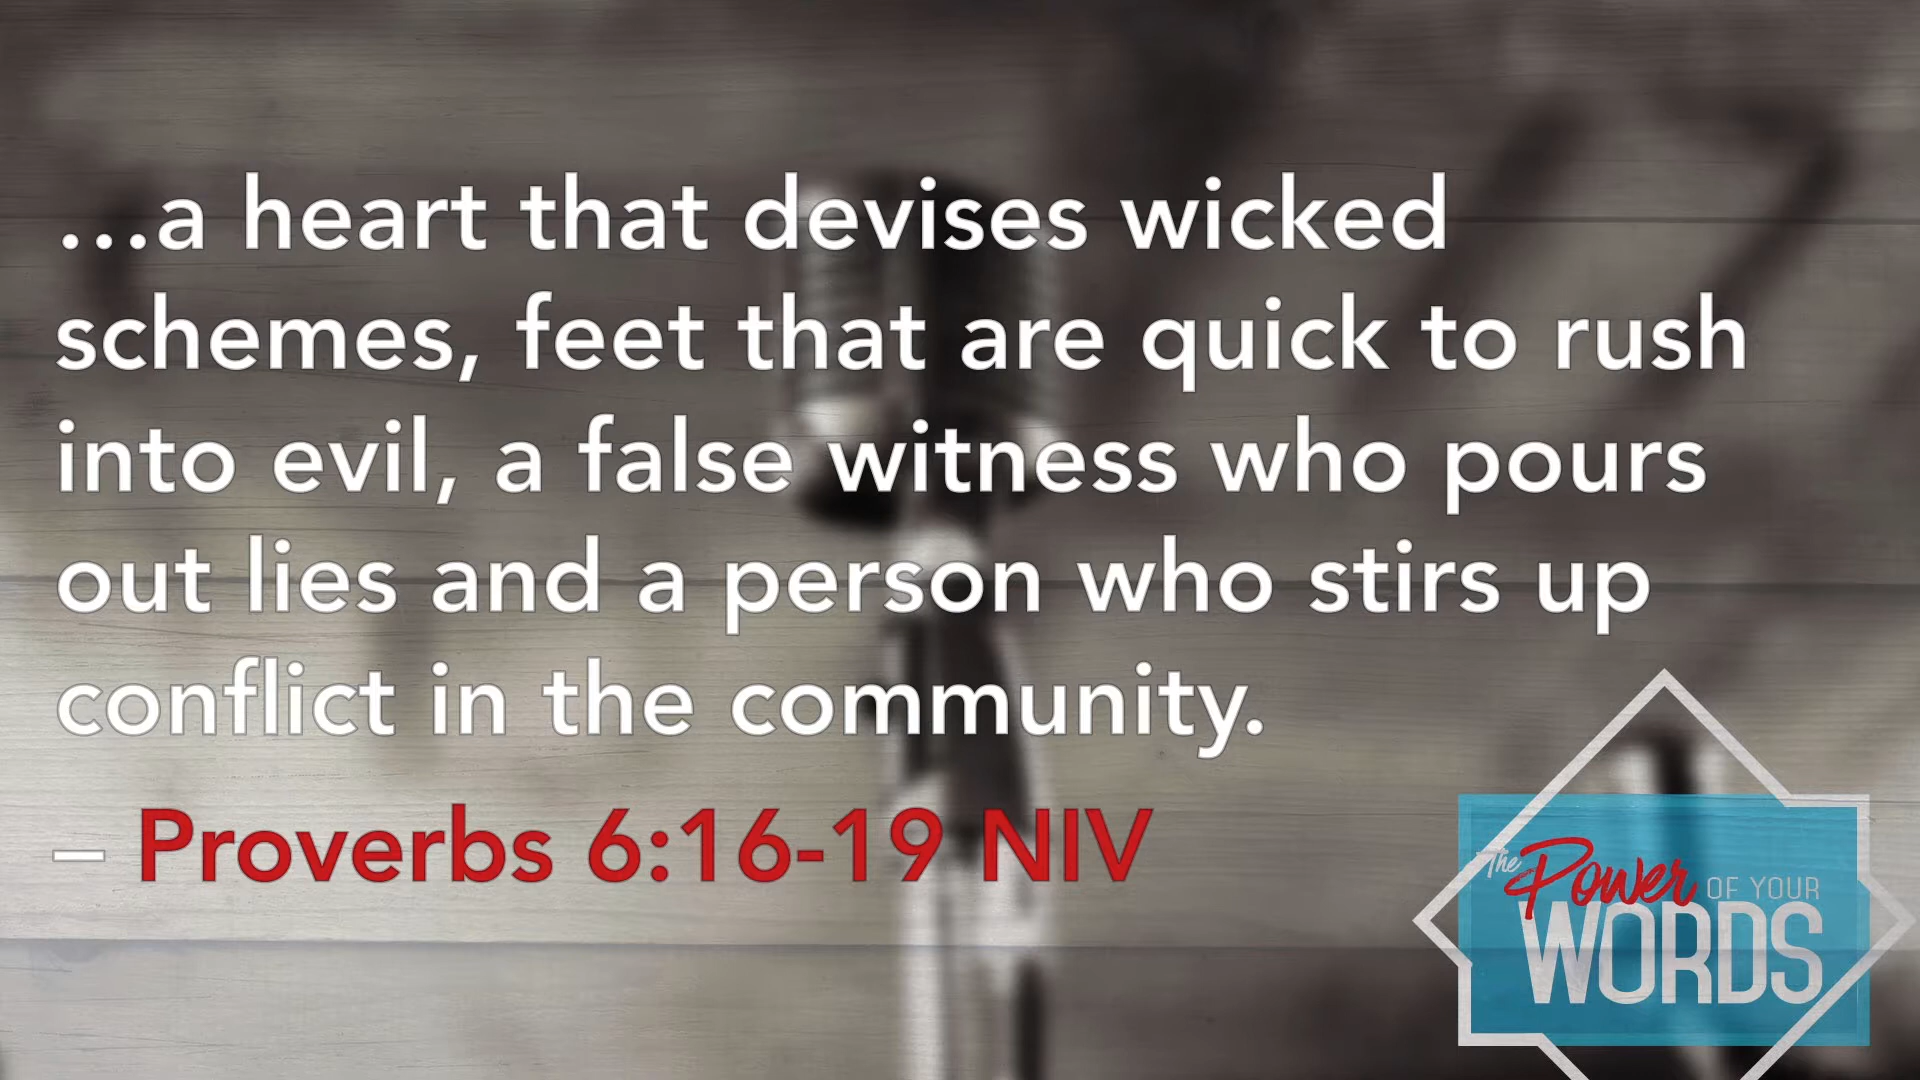 …a heart that devises wicked
schemes, feet that are quick to rush
into evil, a false witness who pours
out lies and a person who stirs up
conflict in the community.
– Proverbs 6:16-19 NIV
The Power OF YOUR
WORDS